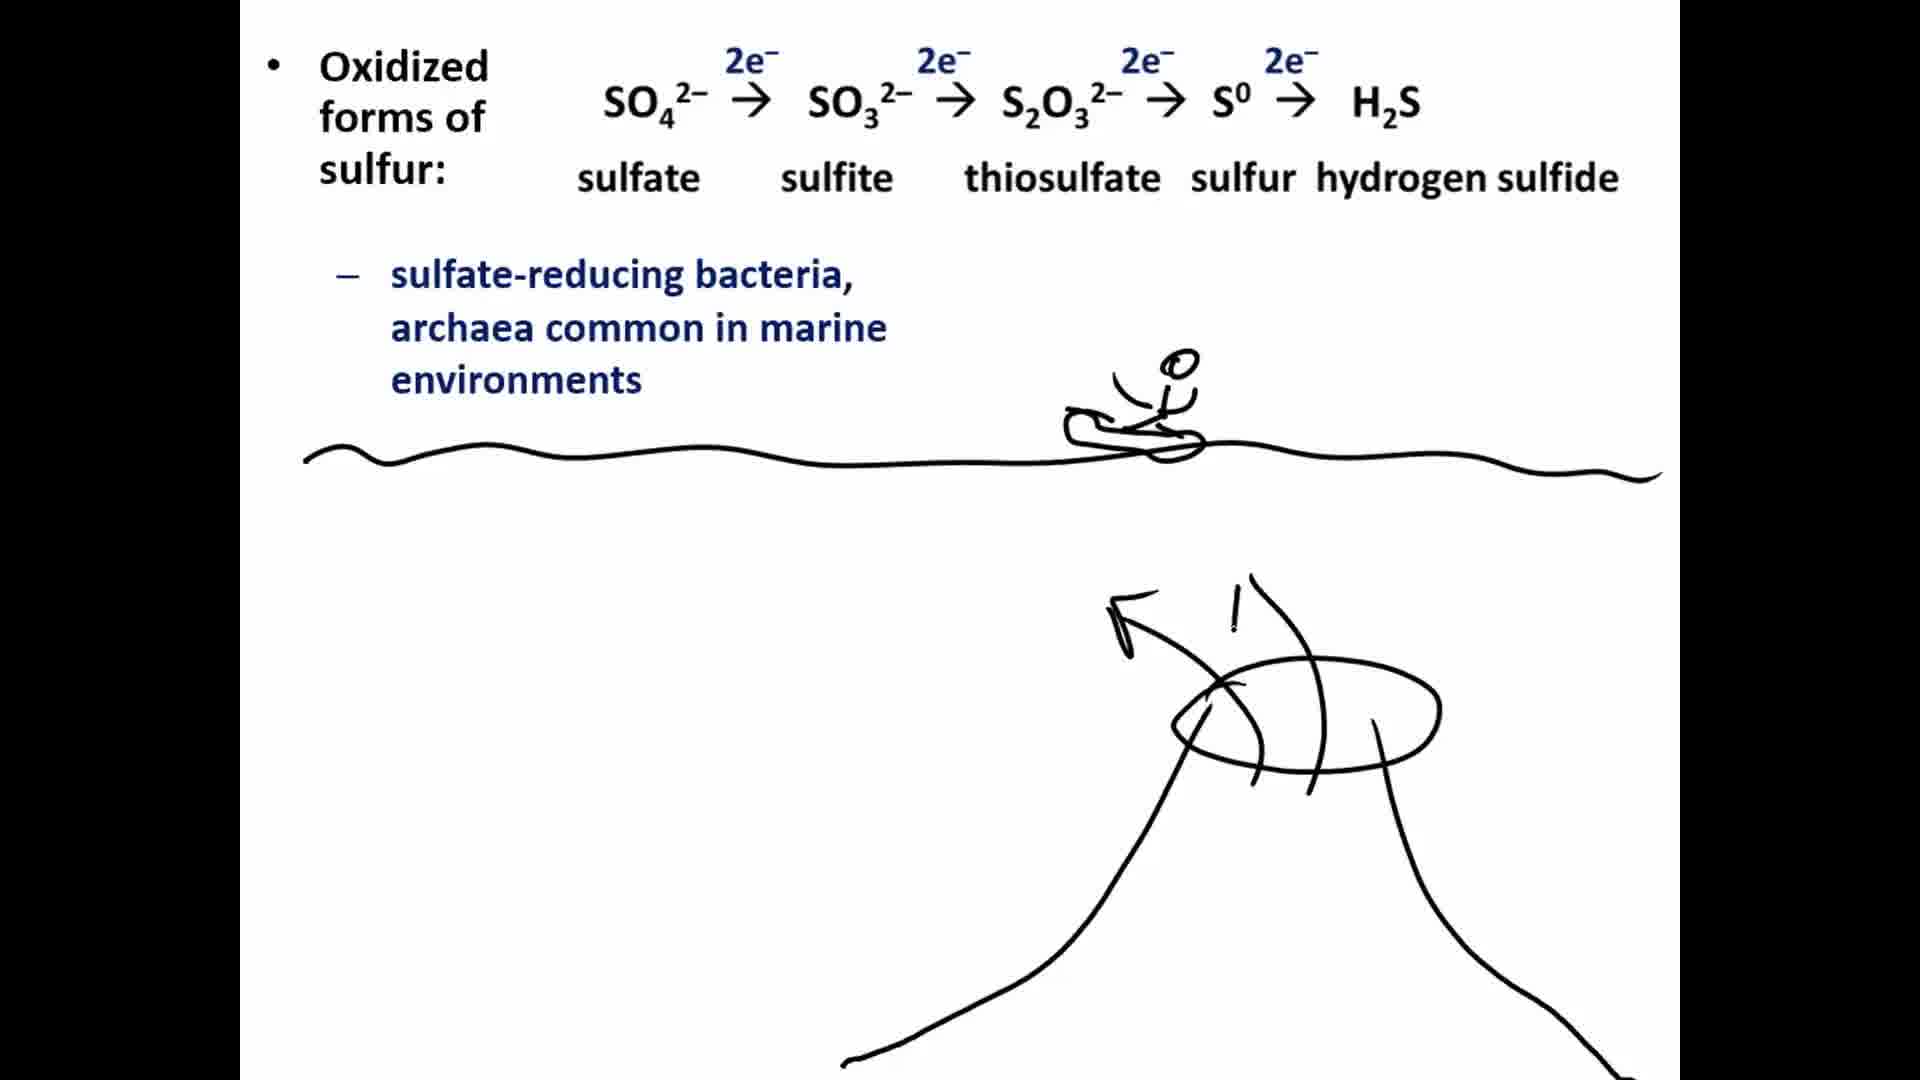 • Oxidized forms of sulfur:
2e⁻ 2e⁻ 2e⁻ 2e⁻
SO₄²⁻ → SO₃²⁻ → S₂O₃²⁻ → S⁰ → H₂S
sulfate sulfite thiosulfate sulfur hydrogen sulfide
– sulfate-reducing bacteria,
archaea common in marine
environments